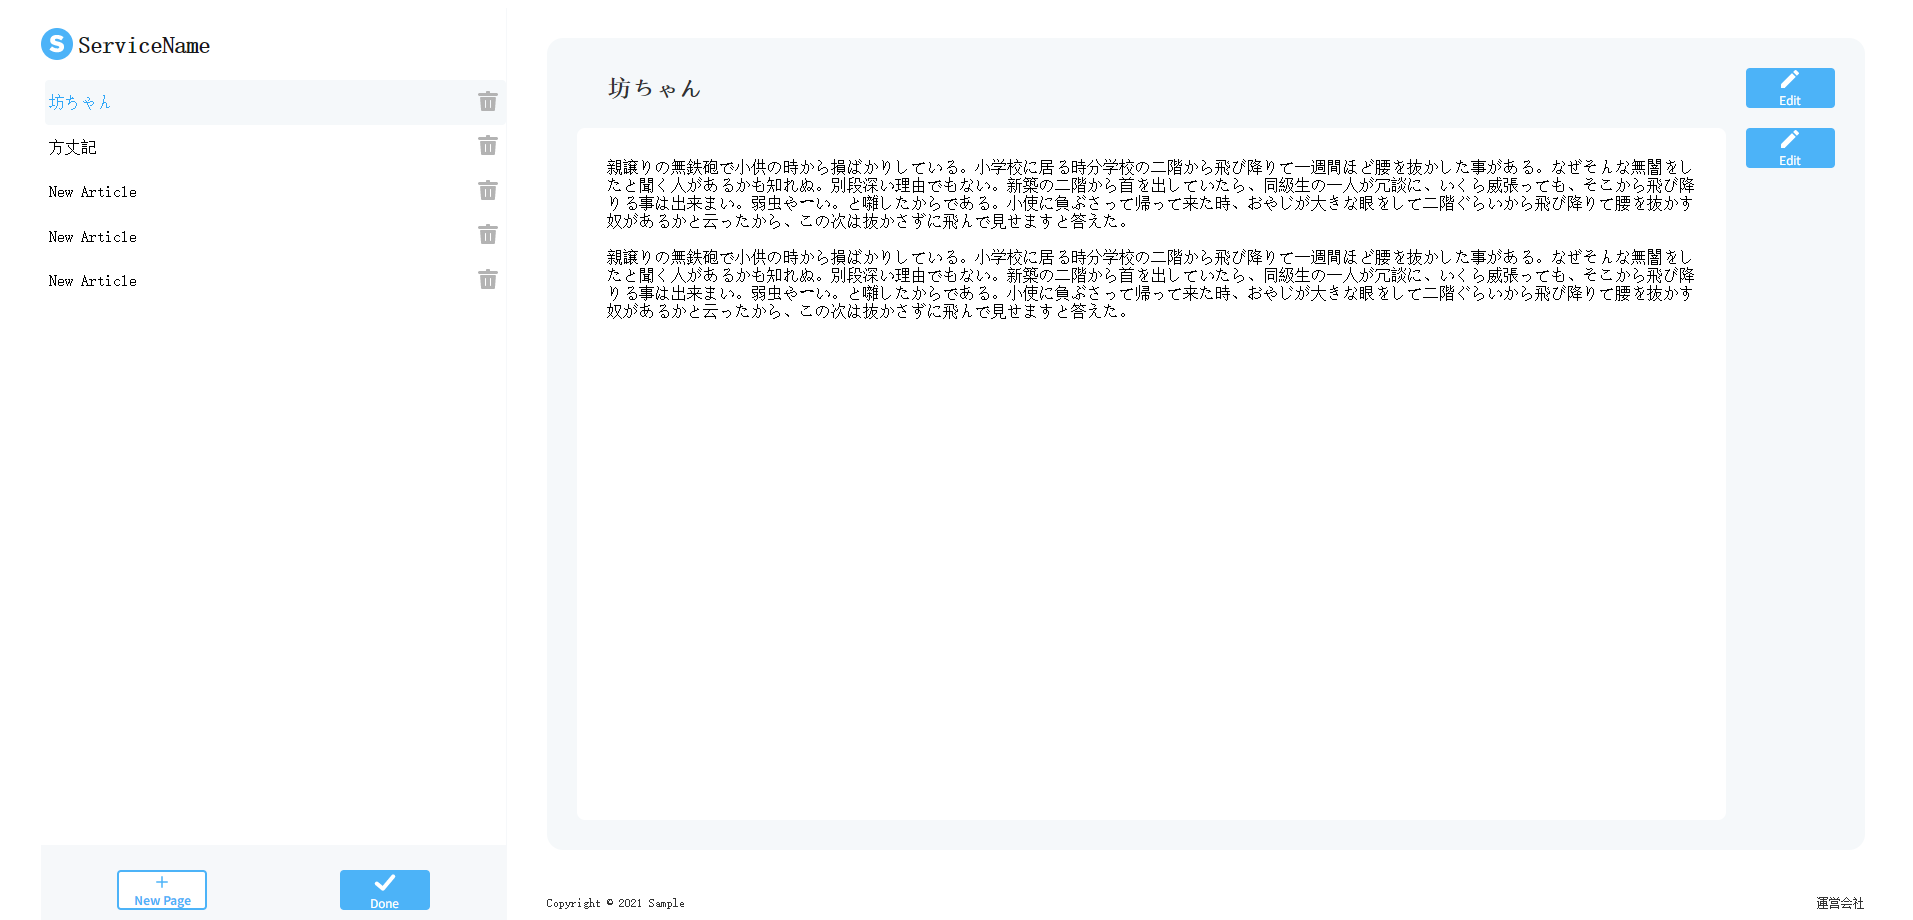 S ServiceName
坊ちゃん
方丈記
New Article
New Article
New Article
New Page
Done
坊ちゃん
Edit
Edit
親譲りの無鉄砲で小供の時から損ばかりしている。小学校に居る時分学校の二階から飛び降りて一週間ほど腰を抜かした事がある。なぜそんな無闇をし
たと聞く人があるかも知れぬ。別段深い理由でもない。新築の二階から首を出していたら、同級生の一人が冗談に、いくら威張っても、そこから飛び降
りる事は出来まい。弱虫やーい。と囃したからである。小使に負ぶさって帰って来た時、おやじが大きな眼をして二階ぐらいから飛び降りて腰を抜かす
奴があるかと云ったから、この次は抜かさずに飛んで見せますと答えた。
親譲りの無鉄砲で小供の時から損ばかりしている。小学校に居る時分学校の二階から飛び降りて一週間ほど腰を抜かした事がある。なぜそんな無闇をし
たと聞く人があるかも知れぬ。別段深い理由でもない。新築の二階から首を出していたら、同級生の一人が冗談に、いくら威張っても、そこから飛び降
りる事は出来まい。弱虫やーい。と囃したからである。小使に負ぶさって帰って来た時、おやじが大きな眼をして二階ぐらいから飛び降りて腰を抜かす
奴があるかと云ったから、この次は抜かさずに飛んで見せますと答えた。
Copyright © 2021 Sample
運営会社